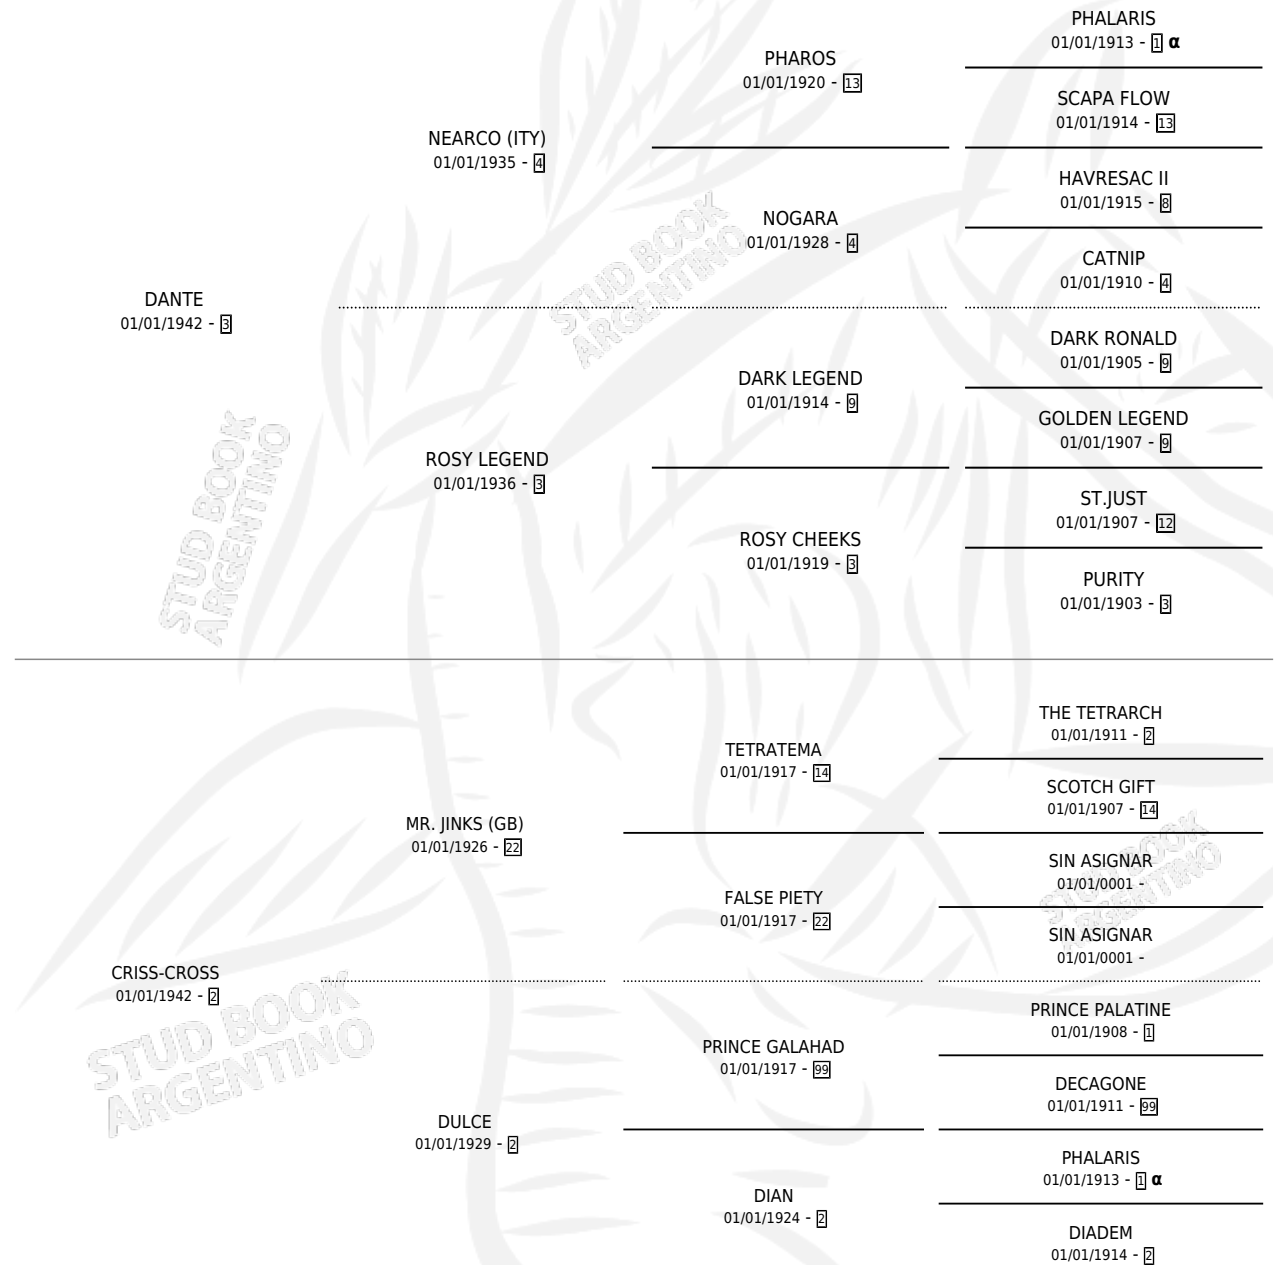 PHALARIS
01/01/1913 - 1 α
PHAROS
01/01/1920 - 13
SCAPA FLOW
01/01/1914 - 13
NEARCO (ITY)
01/01/1935 - 4
HAVRESAC II
01/01/1915 - 8
NOGARA
01/01/1928 - 4
CATNIP
01/01/1910 - 4
DANTE
01/01/1942 - 3
DARK RONALD
01/01/1905 - 9
DARK LEGEND
01/01/1914 - 9
GOLDEN LEGEND
01/01/1907 - 9
ROSY LEGEND
01/01/1936 - 3
ST.JUST
01/01/1907 - 12
ROSY CHEEKS
01/01/1919 - 3
PURITY
01/01/1903 - 3
THE TETRARCH
01/01/1911 - 2
TETRATEMA
01/01/1917 - 14
SCOTCH GIFT
01/01/1907 - 14
MR. JINKS (GB)
01/01/1926 - 22
SIN ASIGNAR
01/01/0001 -
FALSE PIETY
01/01/1917 - 22
SIN ASIGNAR
01/01/0001 -
CRISS-CROSS
01/01/1942 - 2
PRINCE PALATINE
01/01/1908 - 1
PRINCE GALAHAD
01/01/1917 - 99
DECAGONE
01/01/1911 - 99
DULCE
01/01/1929 - 2
PHALARIS
01/01/1913 - 1 α
DIAN
01/01/1924 - 2
DIADEM
01/01/1914 - 2
STUD BOOK
ARGENTINO
STUD BOOK
ARGENTINO
STUD BOOK
ARGENTINO
STUD BOOK
ARGENTINO